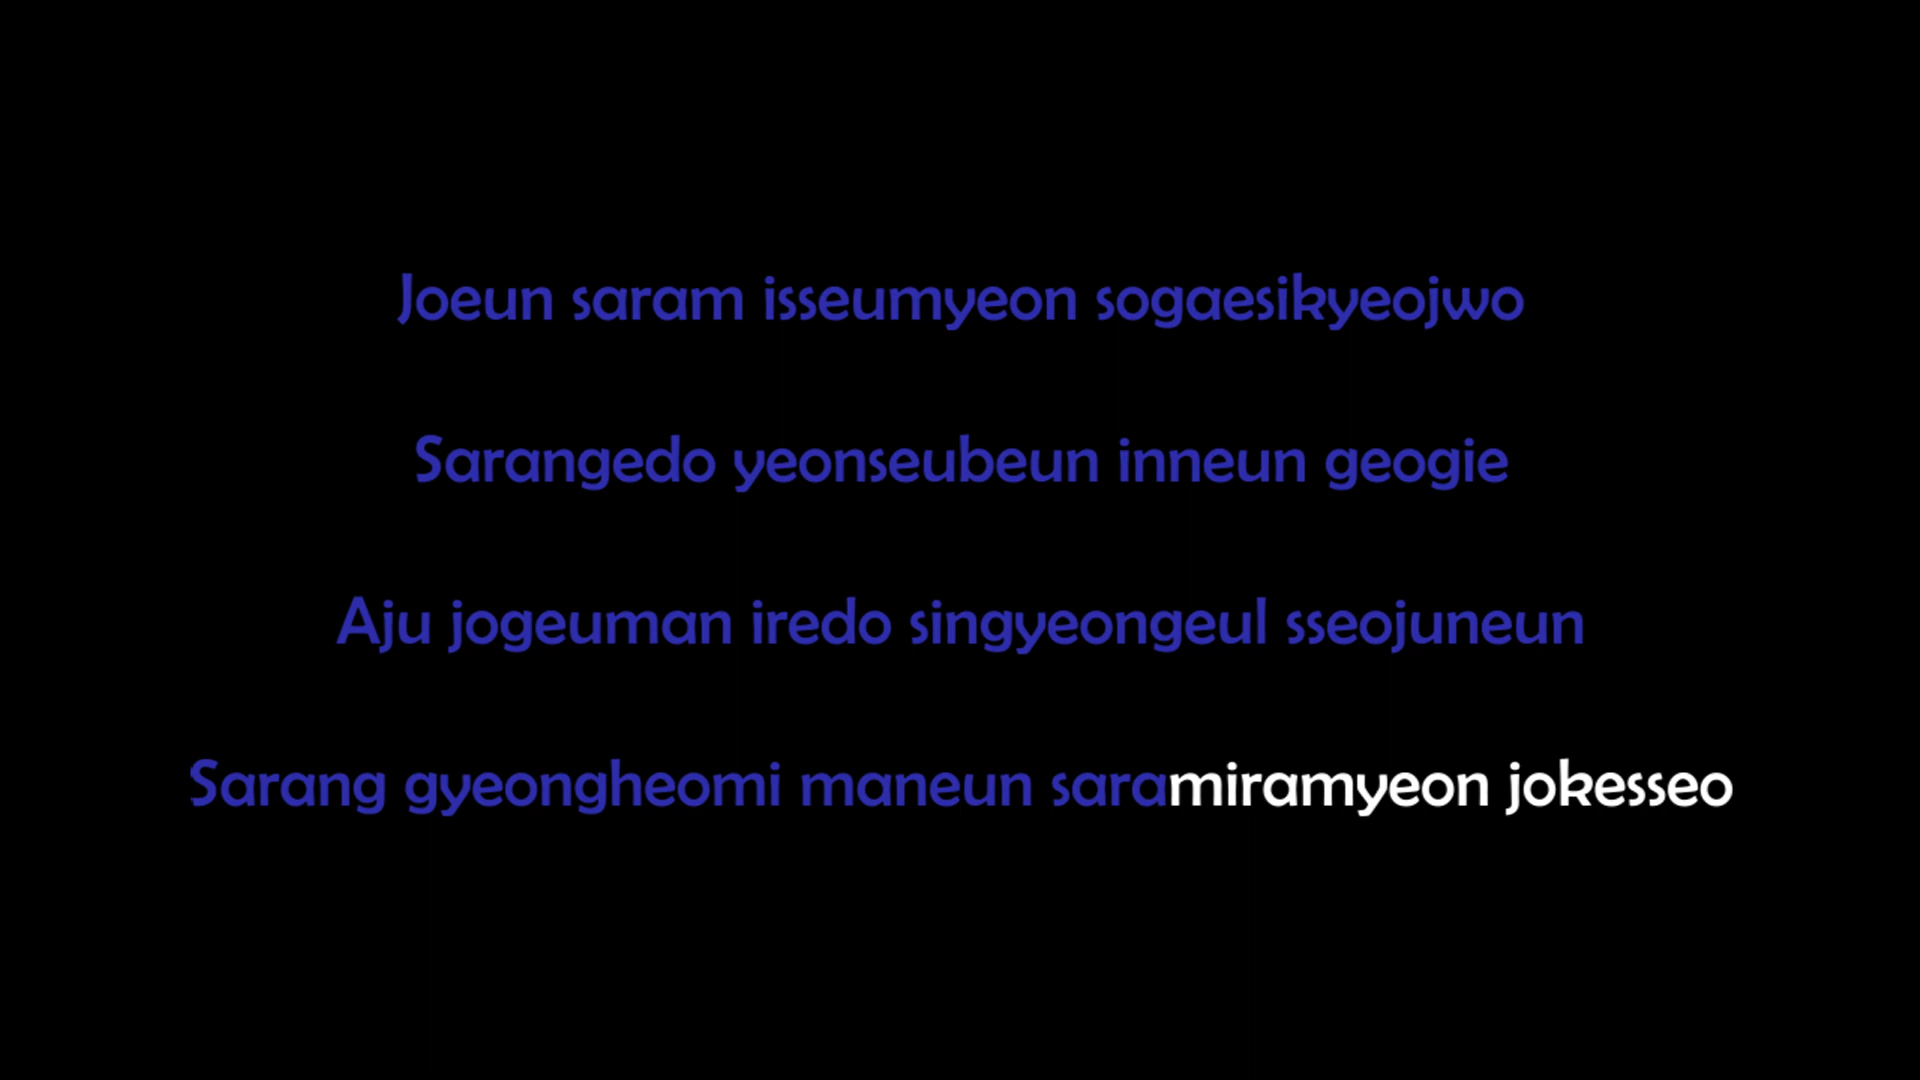 Joeun saram isseumyeon sogaesikyeojwo
Sarangedo yeonseubeun inneun geogie
Aju jogeuman iredo singyeongeul sseojuneun
Sarang gyeongheomi maneun saramiramyeon jokesseo